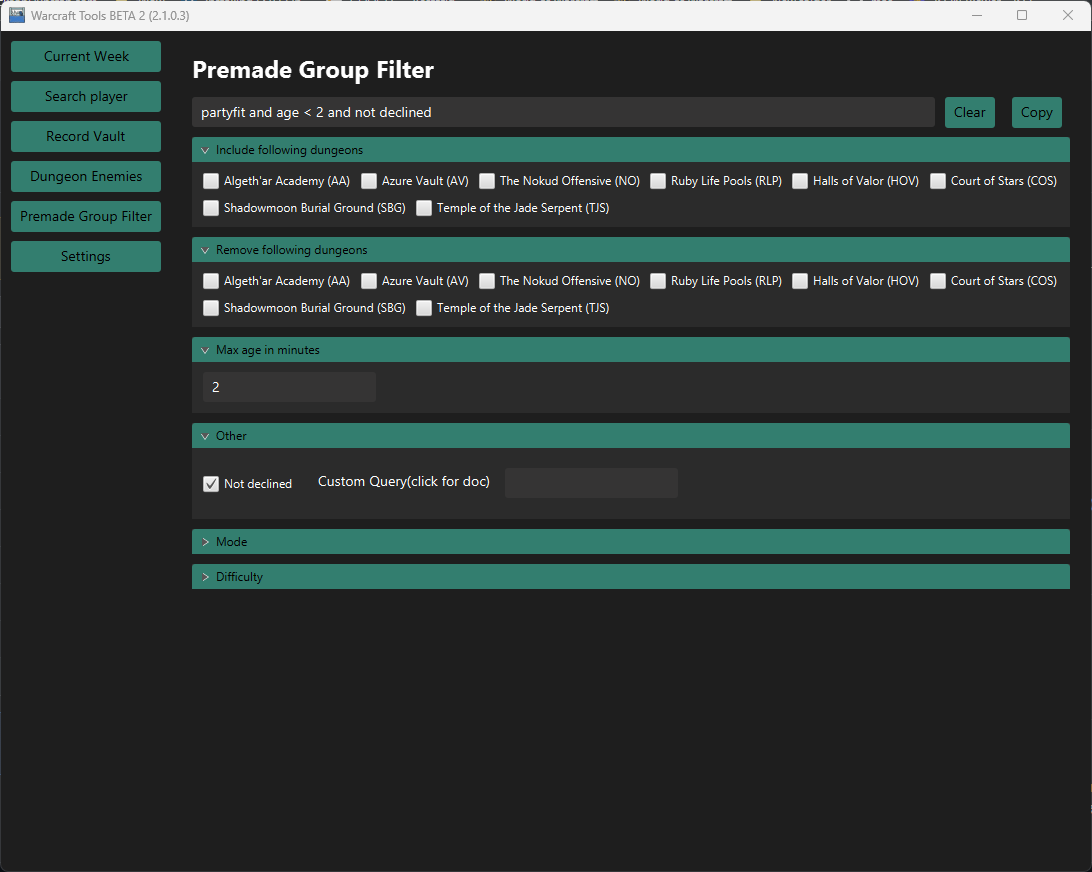 Warcraft Tools BETA 2 (2.1.0.3)
Current Week
Search player
Record Vault
Dungeon Enemies
Premade Group Filter
Settings
Premade Group Filter
partyfit and age < 2 and not declined
Clear
Copy
Include following dungeons
Algeth'ar Academy (AA) Azure Vault (AV) The Nokud Offensive (NO) Ruby Life Pools (RLP) Halls of Valor (HOV) Court of Stars (COS)
Shadowmoon Burial Ground (SBG) Temple of the Jade Serpent (TJS)
Remove following dungeons
Algeth'ar Academy (AA) Azure Vault (AV) The Nokud Offensive (NO) Ruby Life Pools (RLP) Halls of Valor (HOV) Court of Stars (COS)
Shadowmoon Burial Ground (SBG) Temple of the Jade Serpent (TJS)
Max age in minutes
2
Other
Not declined Custom Query(click for doc)
Mode
Difficulty